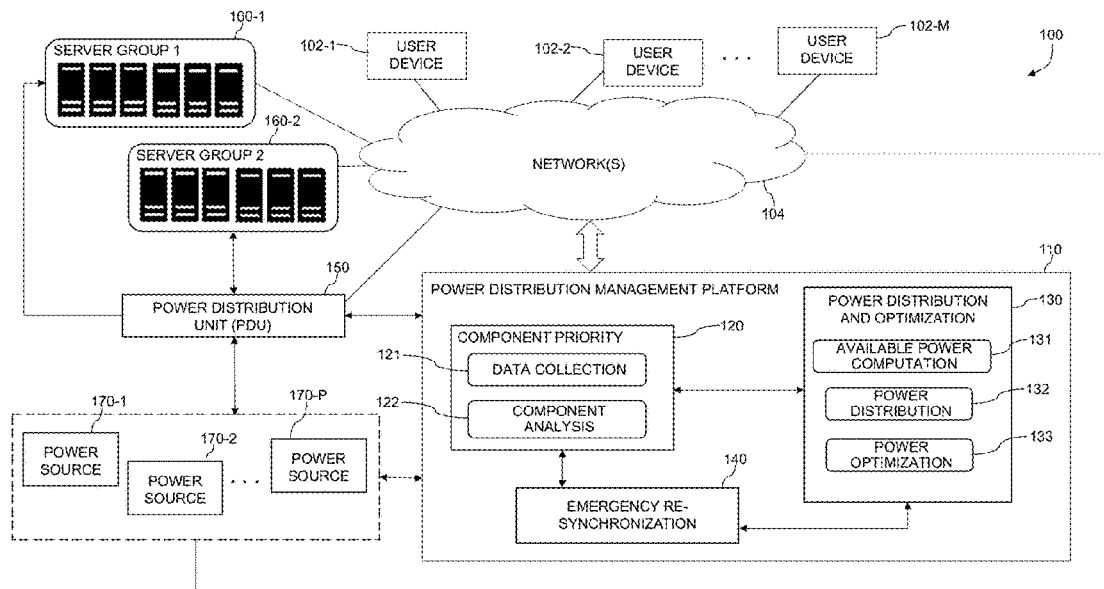 160-1
SERVER GROUP 1
102-1
USER
DEVICE
102-2
USER
DEVICE
. . .
USER
DEVICE
102-M
100
160-2
SERVER GROUP 2
NETWORK(S)
104
150
POWER DISTRIBUTION
UNIT (PDU)
110
POWER DISTRIBUTION MANAGEMENT PLATFORM
120
COMPONENT PRIORITY
121
DATA COLLECTION
122
COMPONENT
ANALYSIS
POWER DISTRIBUTION
AND OPTIMIZATION
130
AVAILABLE POWER
COMPUTATION
131
POWER
DISTRIBUTION
132
POWER
OPTIMIZATION
133
140
EMERGENCY RE-
SYNCHRONIZATION
170-1
POWER
SOURCE
170-2
POWER
SOURCE
. . .
170-P
POWER
SOURCE